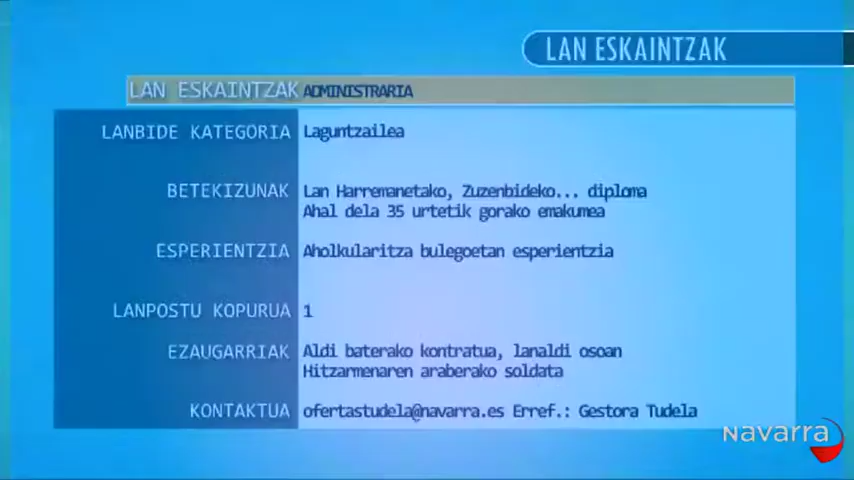 LAN ESKAINTZAK
LAN ESKAINTZAK ADMINISTRARIA
LANBIDE KATEGORIA Laguntzailea
BETEKIZUNAK Lan Harremanetako, Zuzenbideko... diploma
Ahal dela 35 urtetik gorako emakumea
ESPERIENTZIA Aholkularitza bulegoetan esperientzia
LANPOSTU KOPURUA 1
EZAUGARRIAK Aldi baterako kontratua, lanaldi osoan
Hitzarmenaren araberako soldata
KONTAKTUA ofertastudela@navarra.es Erref.: Gestora Tudela
Navarra